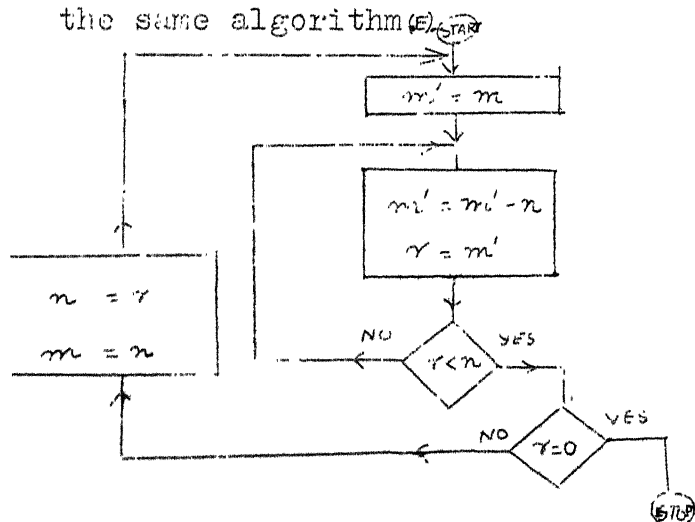 the same algorithm (E) START
m' = m
m' = m' - n
r = m'
n = r
m = n
NO
r<n
YES
NO
r=0
YES
STOP